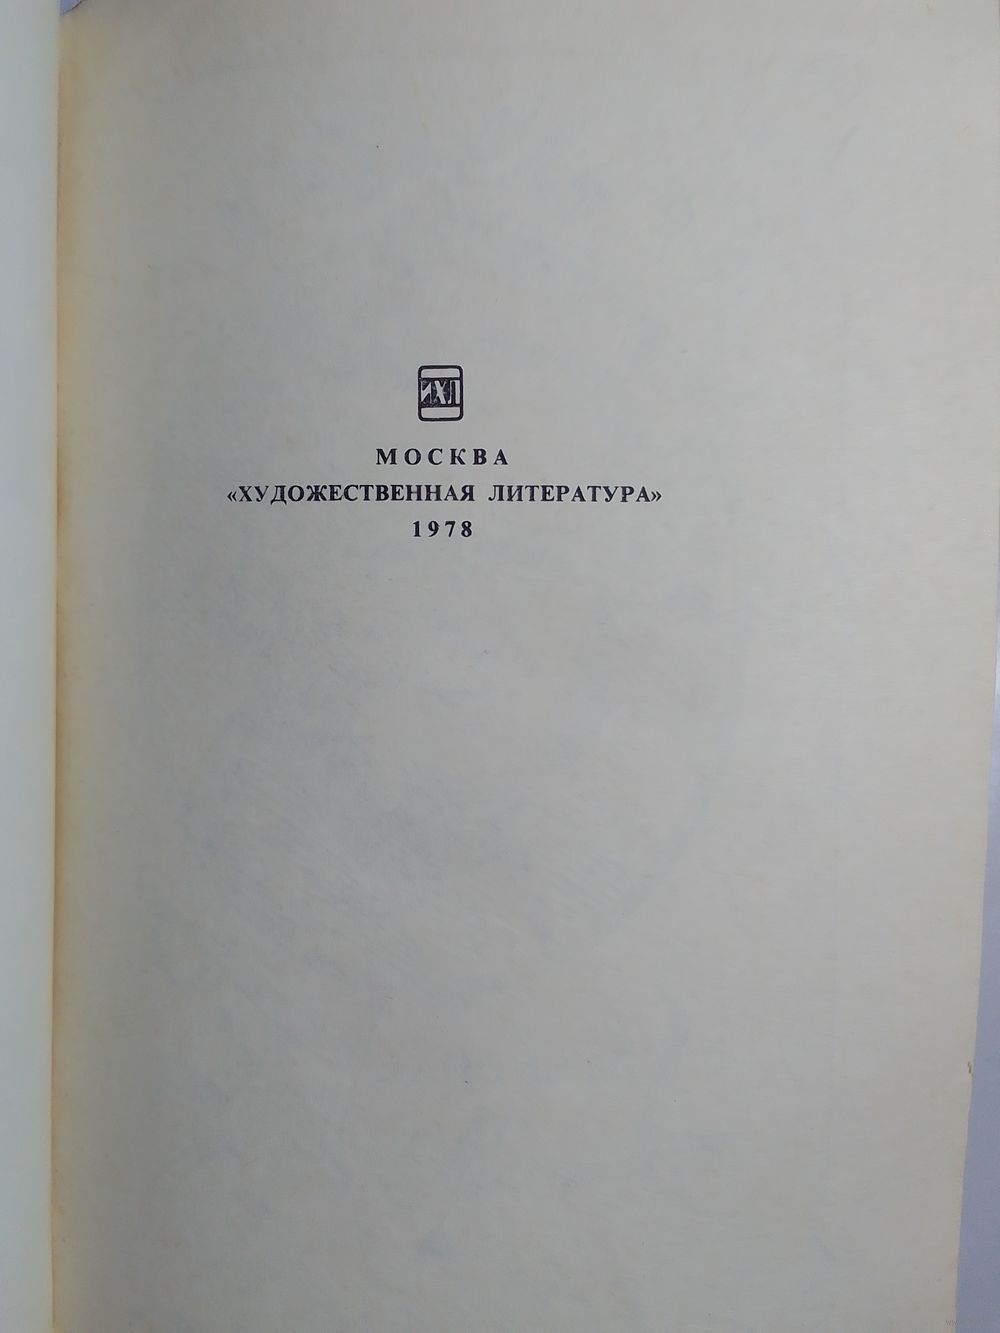 ИХЛ
МОСКВА
«ХУДОЖЕСТВЕННАЯ ЛИТЕРАТУРА»
1978